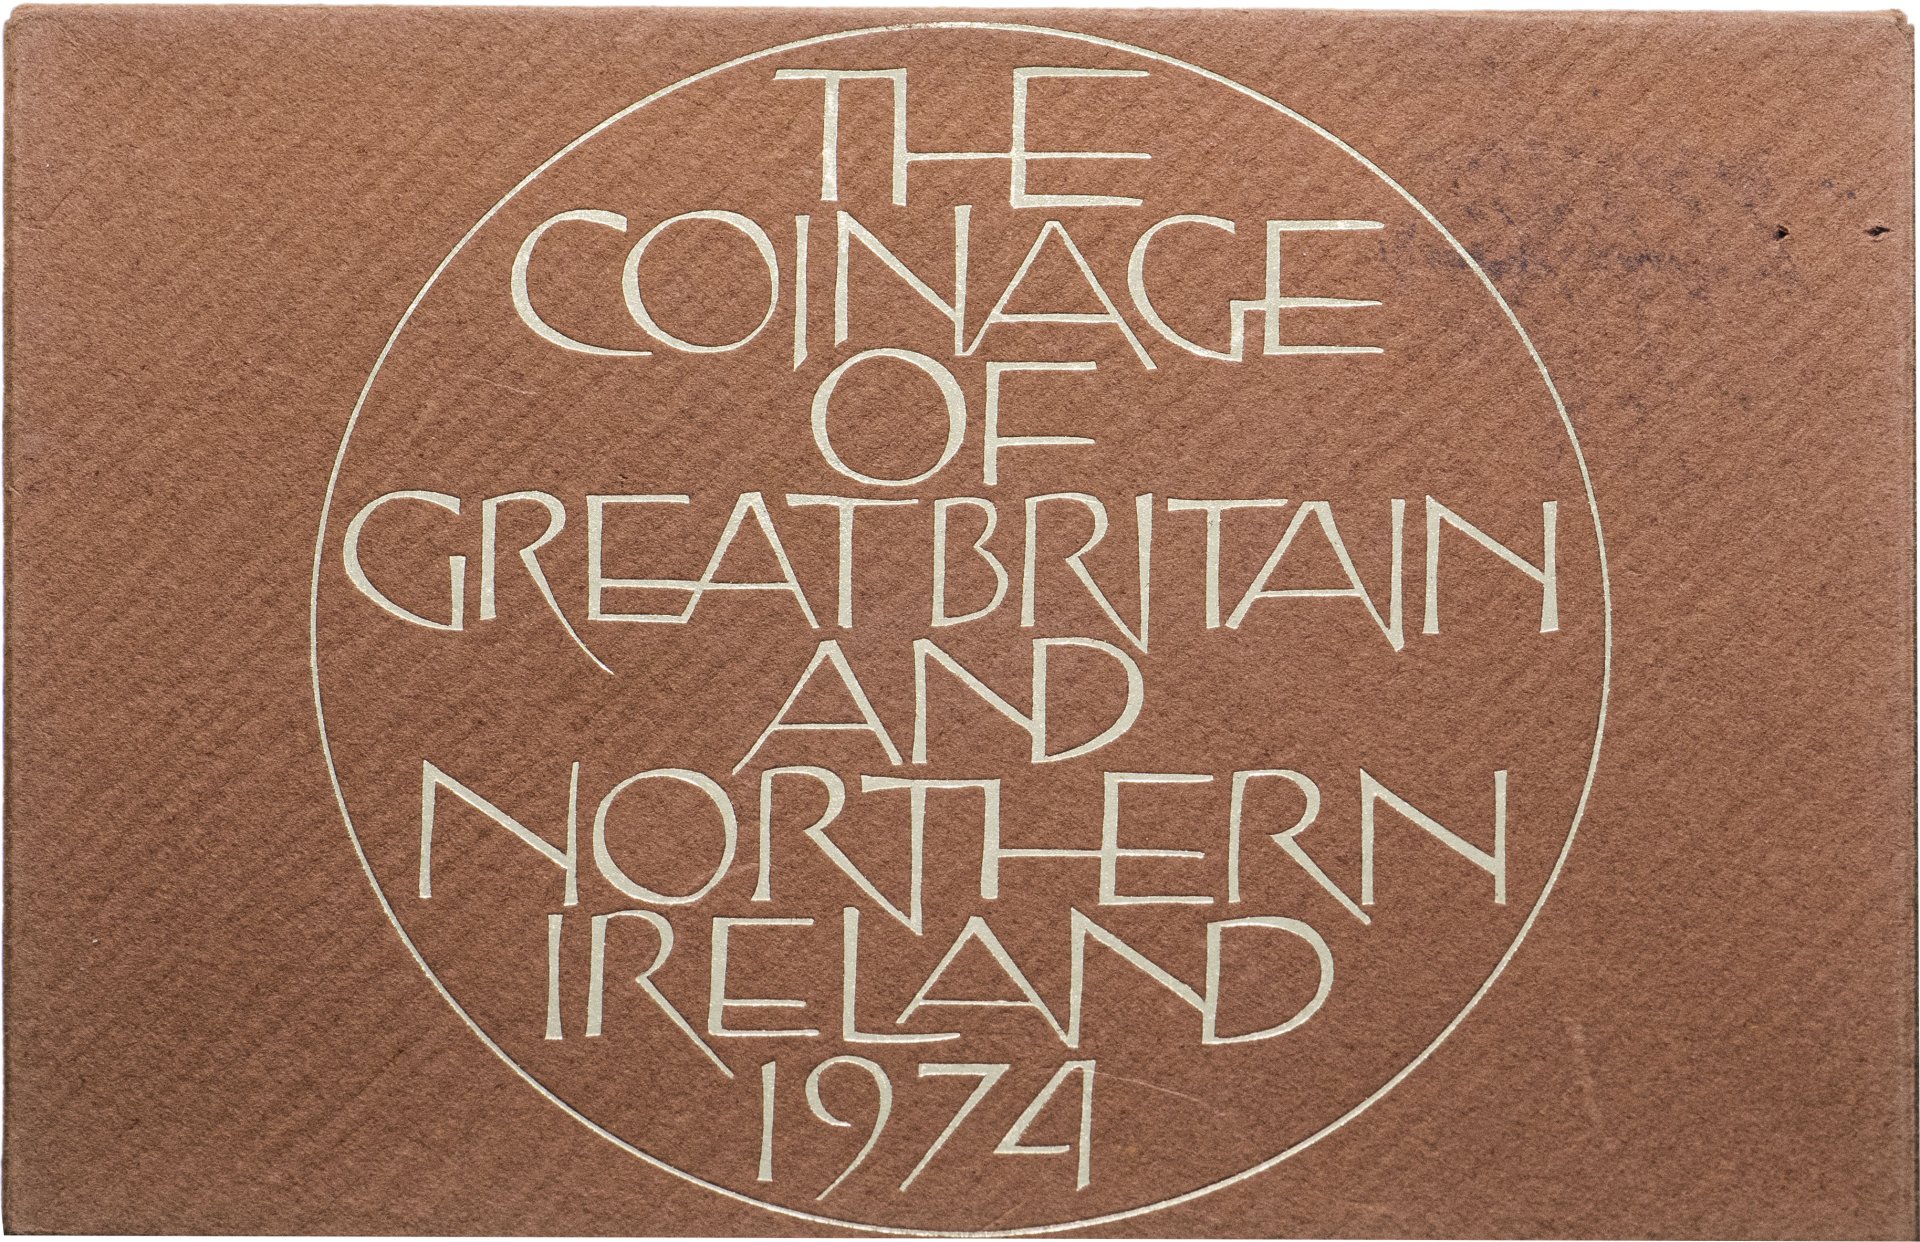 THE
COINAGE
OF
GREAT BRITAIN
AND
NORTHERN
IRELAND
1974